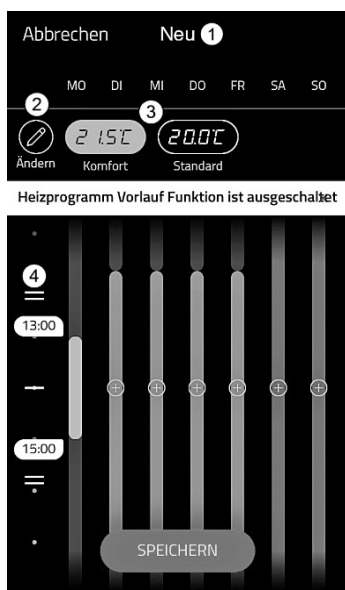 Abbrechen Neu 1
MO DI MI DO FR SA SO
2 3
21.5°C 20.0°C
Ändern Komfort Standard
Heizprogramm Vorlauf Funktion ist ausgeschaltet
4
13:00
15:00
SPEICHERN